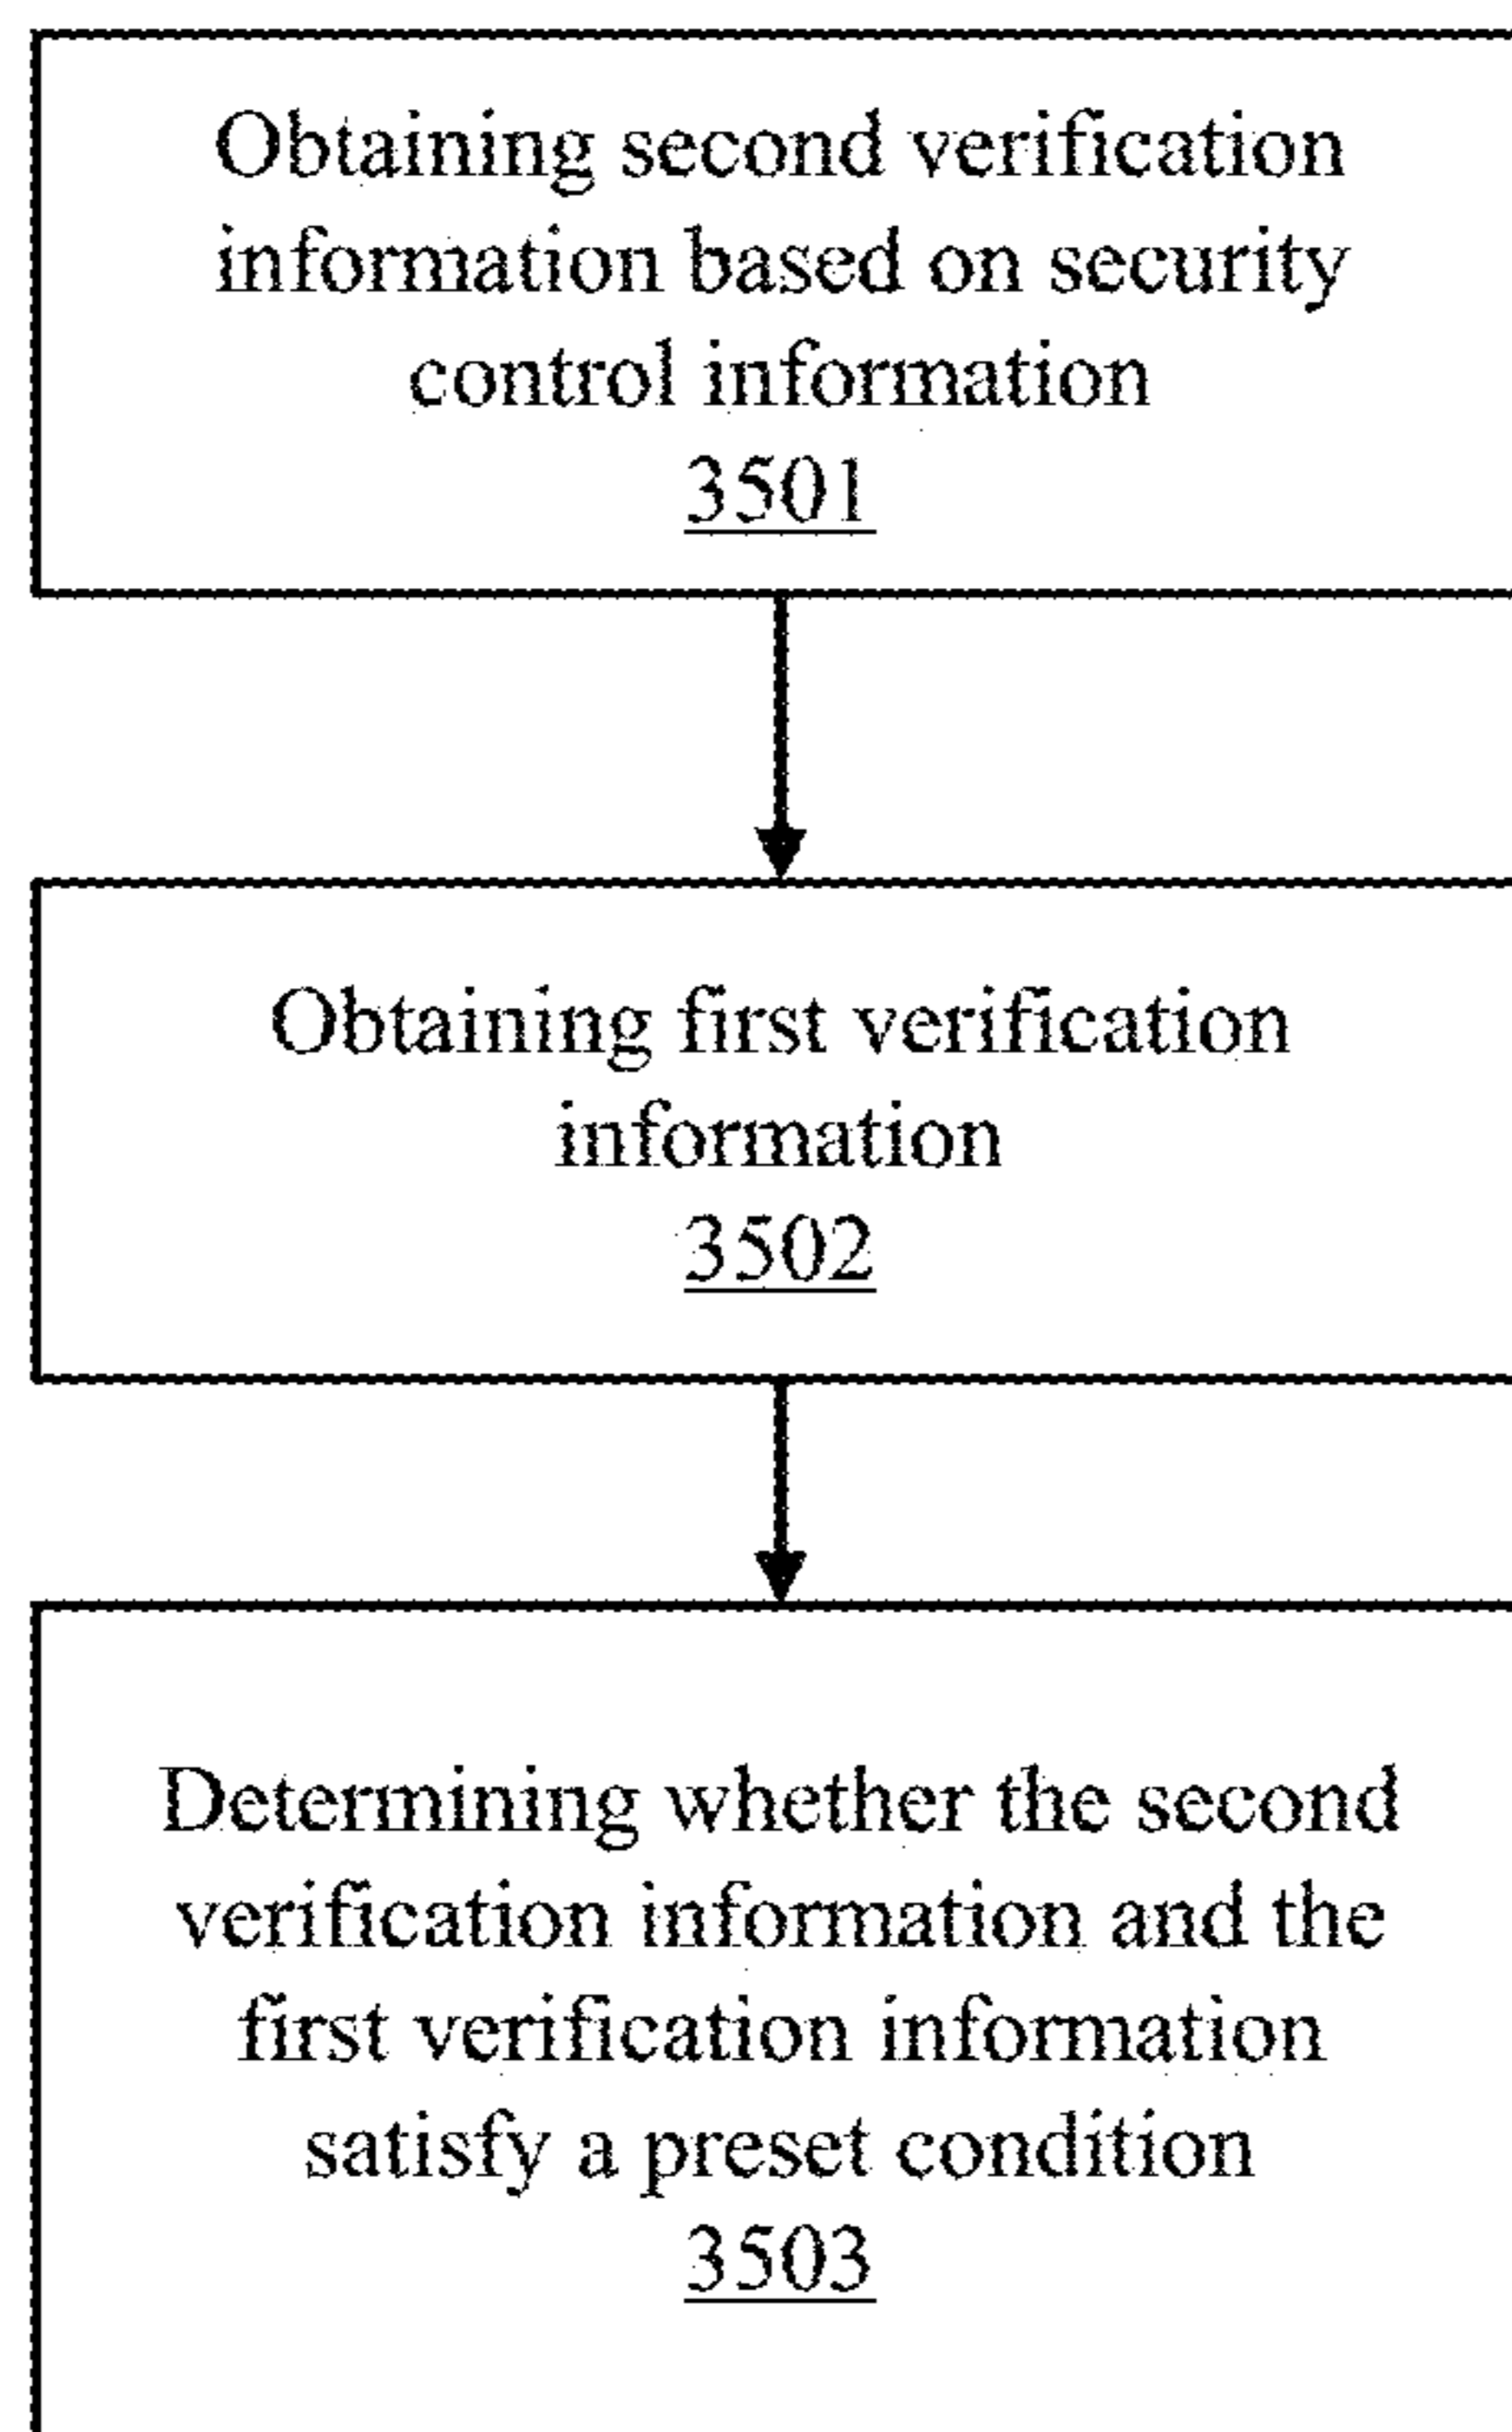 Obtaining second verification
information based on security
control information
3501
Obtaining first verification
information
3502
Determining whether the second
verification information and the
first verification information
satisfy a preset condition
3503